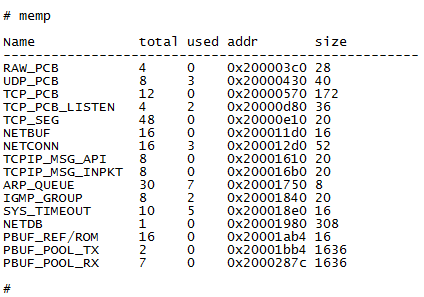 # memp
Name total used addr size
--------------------------------------------------------
RAW_PCB 4 0 0x200003c0 28
UDP_PCB 8 3 0x20000430 40
TCP_PCB 12 0 0x20000570 172
TCP_PCB_LISTEN 4 2 0x20000d80 36
TCP_SEG 48 0 0x20000e10 20
NETBUF 16 0 0x200011d0 16
NETCONN 16 3 0x200012d0 52
TCPIP_MSG_API 8 0 0x20001610 20
TCPIP_MSG_INPKT 8 0 0x200016b0 20
ARP_QUEUE 30 7 0x20001750 8
IGMP_GROUP 8 2 0x20001840 20
SYS_TIMEOUT 10 5 0x200018e0 16
NETDB 1 0 0x20001980 308
PBUF_REF/ROM 16 0 0x20001ab4 16
PBUF_POOL_TX 2 0 0x20001bb4 1636
PBUF_POOL_RX 7 0 0x2000287c 1636
#